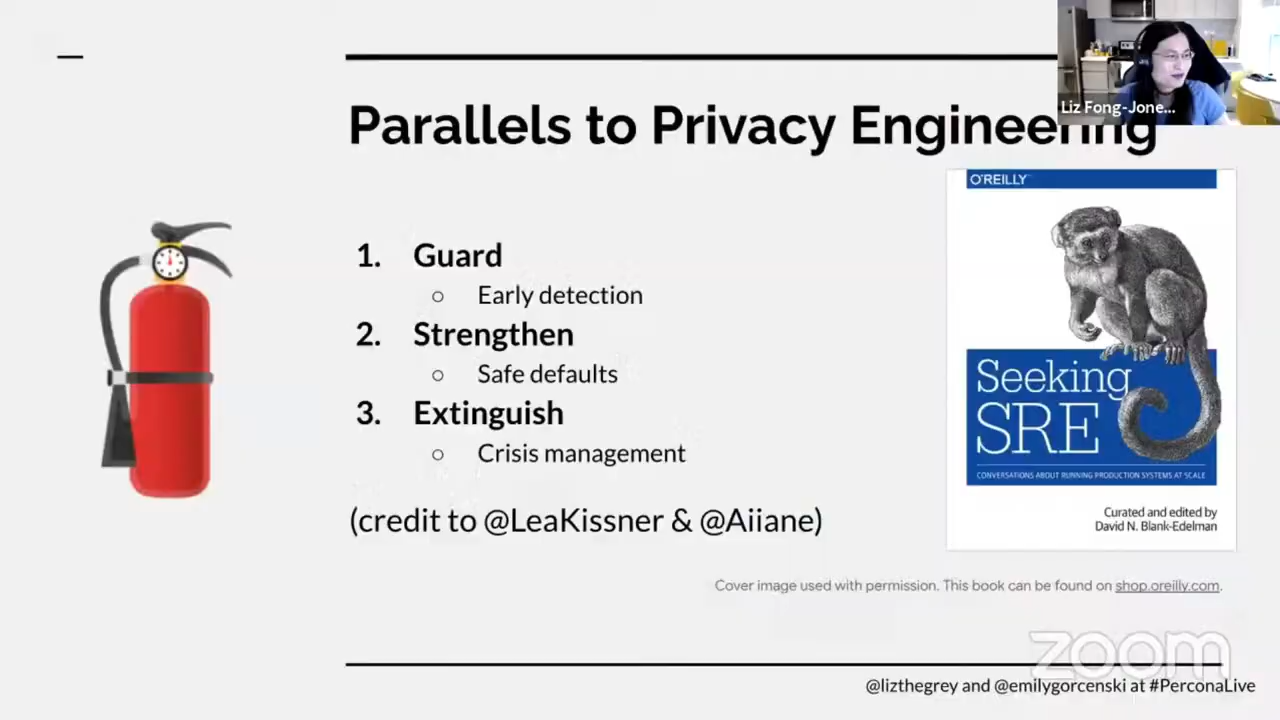 Liz Fong-Jone...
Parallels to Privacy Engineering
1. Guard
○ Early detection
2. Strengthen
○ Safe defaults
3. Extinguish
○ Crisis management
(credit to @LeaKissner & @Aiiane)
O'REILLY
Seeking
SRE
CONVERSATIONS ABOUT RUNNING PRODUCTION SYSTEMS AT SCALE
Curated and edited by
David N. Blank-Edelman
Cover image used with permission. This book can be found on shop.oreilly.com.
zoom
@lizthegrey and @emilygorcenski at #PerconaLive